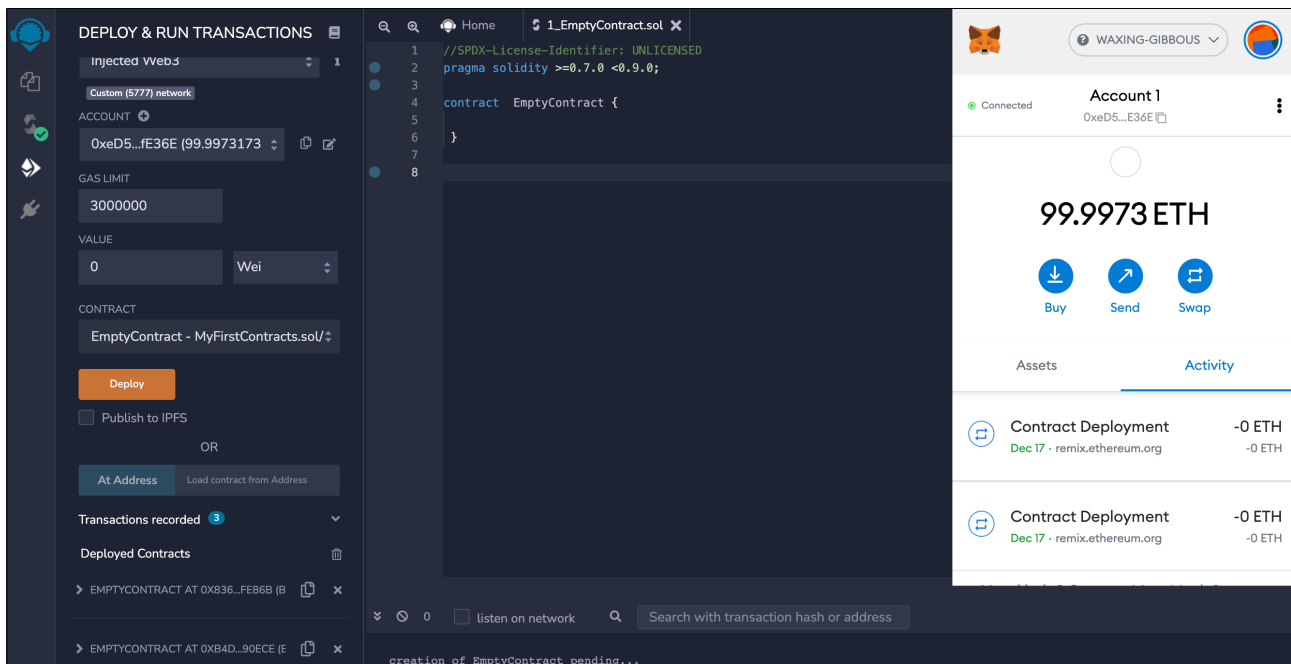 DEPLOY & RUN TRANSACTIONS
Injected Web3
Custom (5777) network
ACCOUNT
0xeD5...fE36E (99.9973173
GAS LIMIT
3000000
VALUE
0
Wei
CONTRACT
EmptyContract - MyFirstContracts.sol/
Deploy
Publish to IPFS
OR
At Address
Load contract from Address
Transactions recorded 3
Deployed Contracts
EMPTYCONTRACT AT 0X836...FE86B (B
EMPTYCONTRACT AT 0XB4D...90ECE (E
Home
1_EmptyContract.sol
1 //SPDX-License-Identifier: UNLICENSED
2 pragma solidity >=0.7.0 <0.9.0;
3
4 contract EmptyContract {
5
6 }
7
8
0
listen on network
Search with transaction hash or address
creation of EmptyContract pending...
WAXING-GIBBOUS
Connected
Account 1
0xeD5...E36E
99.9973 ETH
Buy
Send
Swap
Assets
Activity
Contract Deployment
-0 ETH
Dec 17 · remix.ethereum.org
-0 ETH
Contract Deployment
-0 ETH
Dec 17 · remix.ethereum.org
-0 ETH